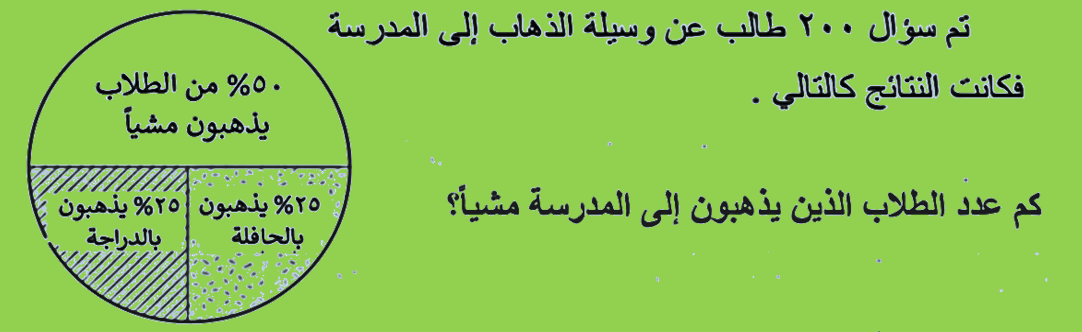 تم سؤال ٢٠٠ طالب عن وسيلة الذهاب إلى المدرسة
فكانت النتائج كالتالي .
كم عدد الطلاب الذين يذهبون إلى المدرسة مشياً؟
٥٠% من الطلاب
يذهبون مشياً
٢٥% يذهبون
بالحافلة
٢٥% يذهبون
بالدراجة